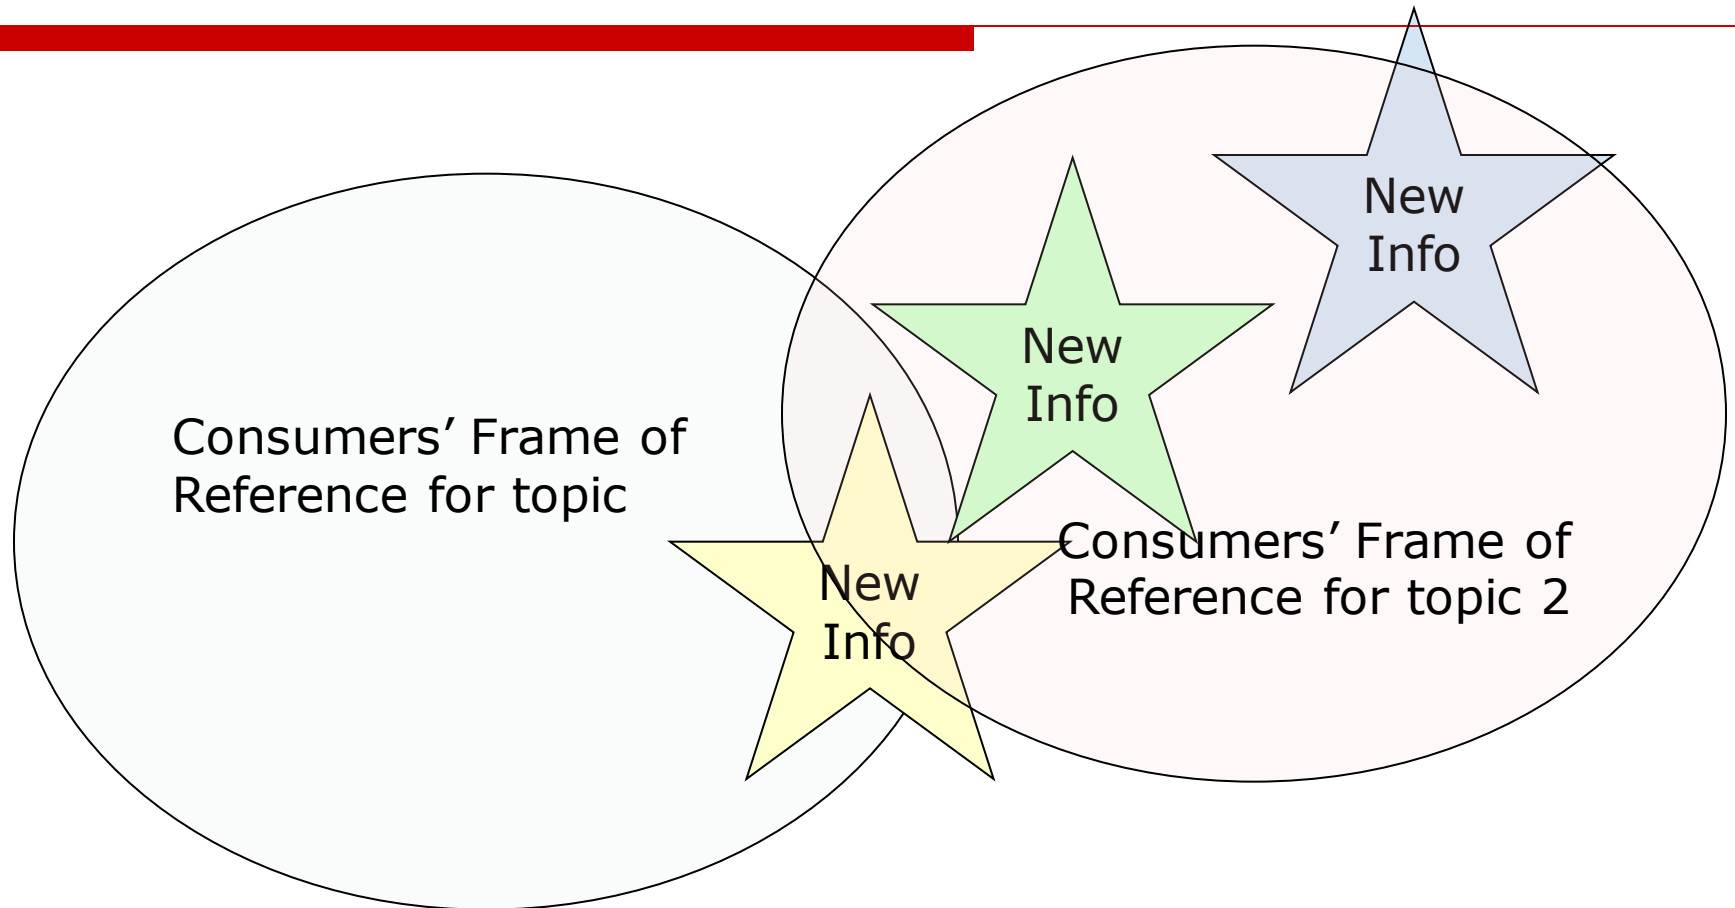 New
Info
New
Info
Consumers’ Frame of
Reference for topic
Consumers’ Frame of
Reference for topic 2
New
Info